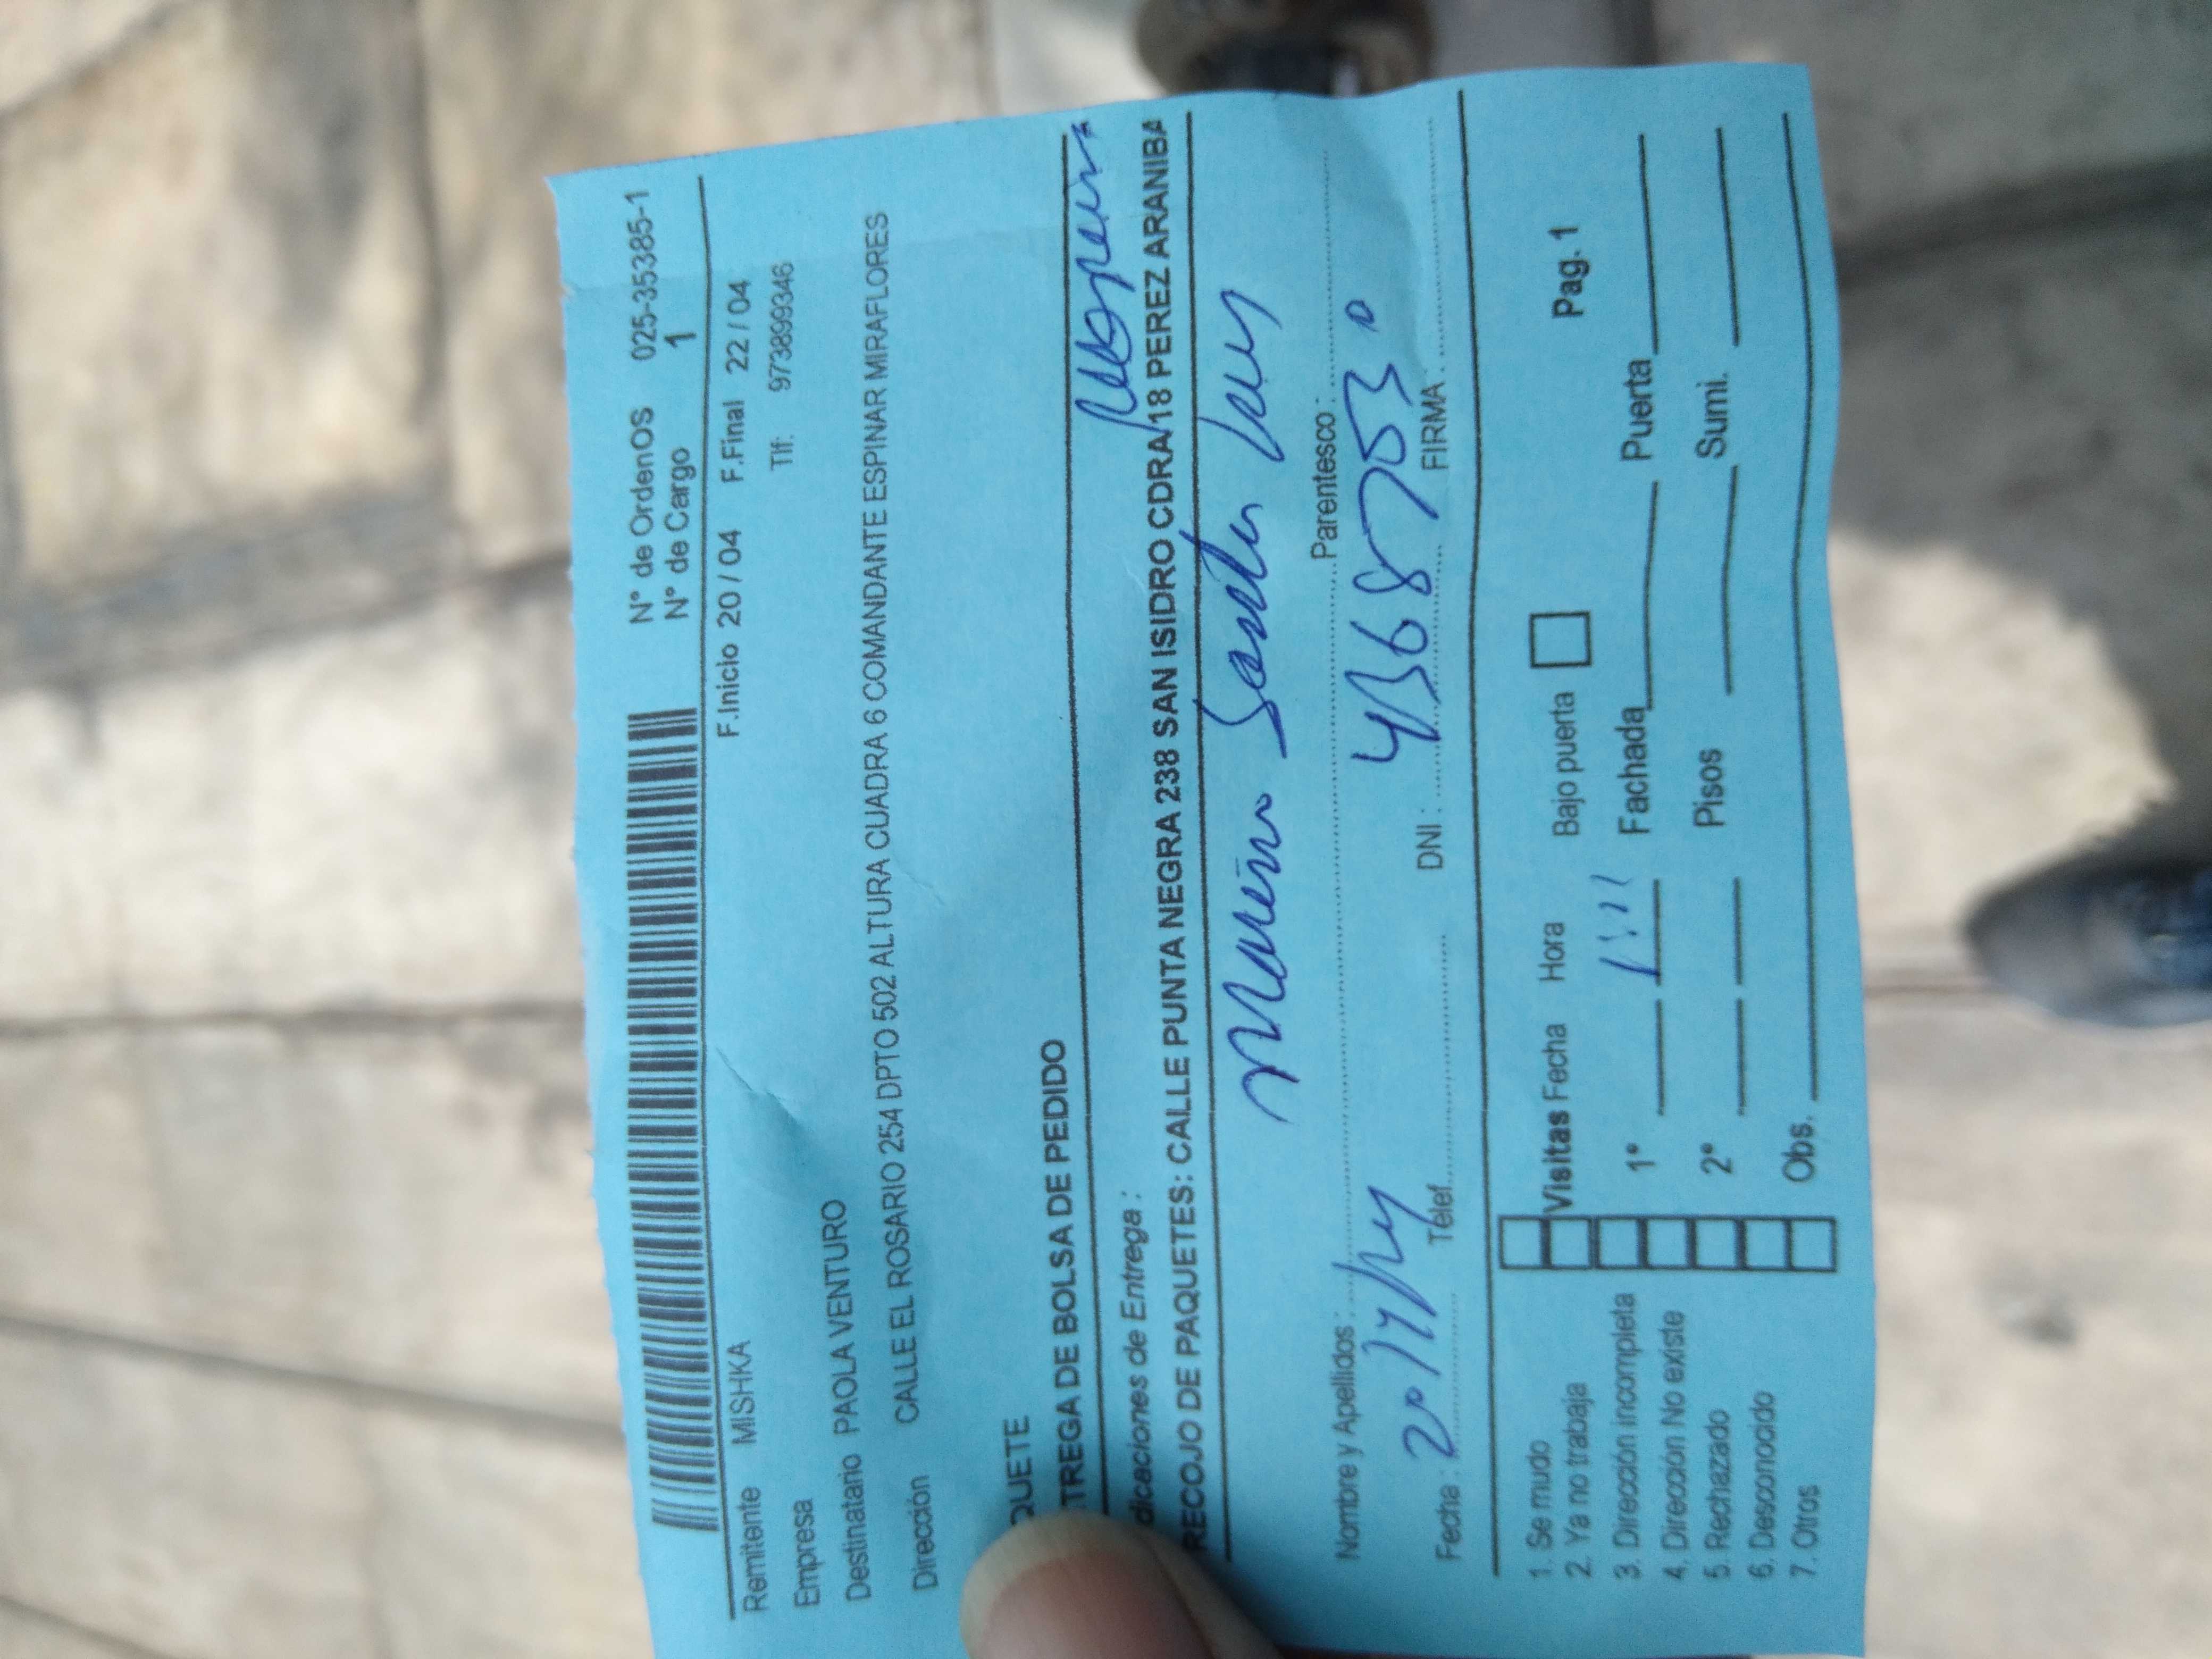 N° de OrdenOS 025-35385-1
N° de Cargo 1
F.Inicio 20 / 04 F.Final 22 / 04
Remitente MISHKA
Tlf: 973899346
Empresa
Destinatario PAOLA VENTURO
Dirección CALLE EL ROSARIO 254 DPTO 502 ALTURA CUADRA 6 COMANDANTE ESPINAR MIRAFLORES
QUETE
TREGA DE BOLSA DE PEDIDO
dicaciones de Entrega :
RECOJO DE PAQUETES: CALLE PUNTA NEGRA 238 SAN ISIDRO CDRA 18 PEREZ ARANIBA
Nombre y Apellidos : Parentesco :
Fecha : Telef. DNI : FIRMA :
1. Se mudo
2. Ya no trabaja Visitas Fecha Hora Bajo puerta Pag. 1
3. Dirección incompleta 1° Fachada Puerta
4. Dirección No existe
5. Rechazado 2° Pisos Sumi.
6. Desconocido
7. Otros Obs.